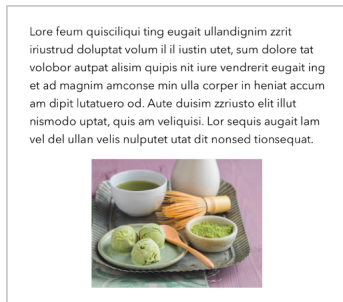 Lore feum quisciliqui ting eugait ullandignim zzrit
iriustrud doluptat volum il il iustin utet, sum dolore tat
volobor autpat alisim quipis nit iure vendrerit eugait ing
et ad magnim amconse min ulla corper in heniat accum
am dipit lutatuero od. Aute duisim zzriusto elit illut
nismodo uptat, quis am veliquisi. Lor sequis augait lam
vel del ullan velis nulputet utat dit nonsed tionsequat.